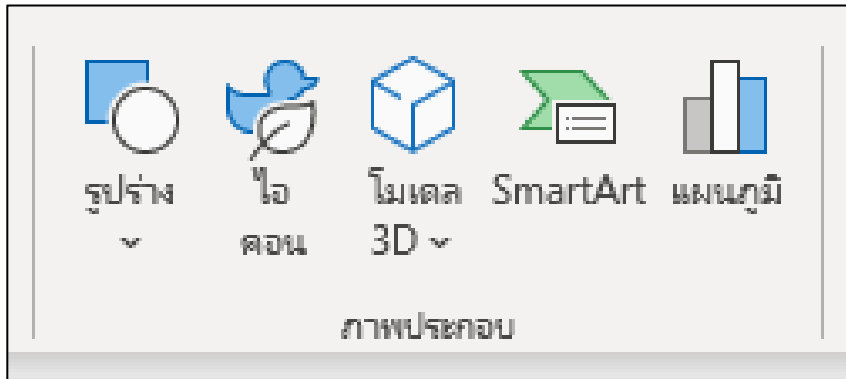 รูปร่าง
ไอ
คอน
โมเดล
3D
SmartArt
แผนภูมิ
ภาพประกอบ